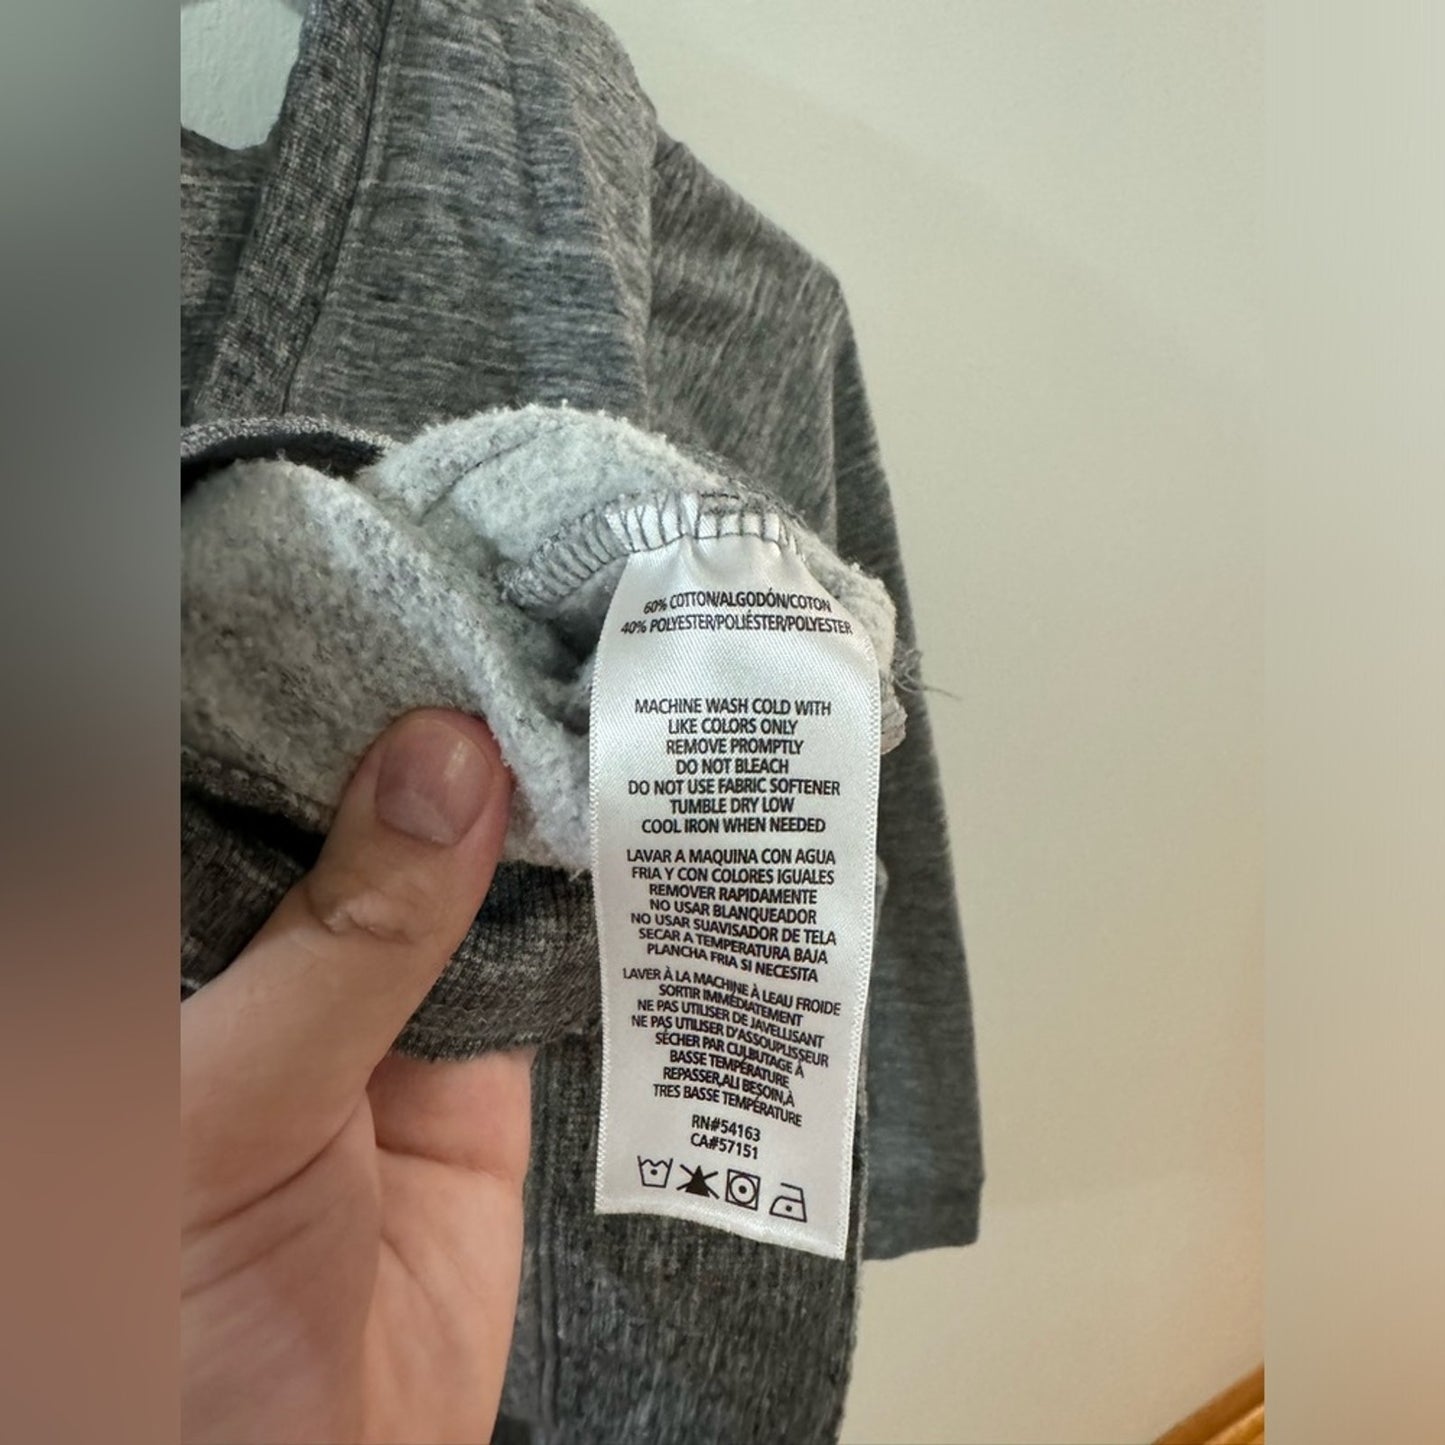 60% COTTON/ALGODÓN/COTON
40% POLYESTER/POLIÉSTER/POLYESTER
MACHINE WASH COLD WITH
LIKE COLORS ONLY
REMOVE PROMPTLY
DO NOT BLEACH
DO NOT USE FABRIC SOFTENER
TUMBLE DRY LOW
COOL IRON WHEN NEEDED
LAVAR A MAQUINA CON AGUA
FRIA Y CON COLORES IGUALES
REMOVER RAPIDAMENTE
NO USAR BLANQUEADOR
NO USAR SUAVISADOR DE TELA
SECAR A TEMPERATURA BAJA
PLANCHA FRIA SI NECESITA
LAVER À LA MACHINE À LEAU FROIDE
SORTIR IMMÉDIATEMENT
NE PAS UTILISER DE JAVELLISANT
NE PAS UTILISER D'ASSOUPLISSEUR
SÉCHER PAR CULBUTAGE À
BASSE TEMPÉRATURE
REPASSER,ALI BESOIN,À
TRES BASSE TEMPÉRATURE
RN#54163
CA#57151